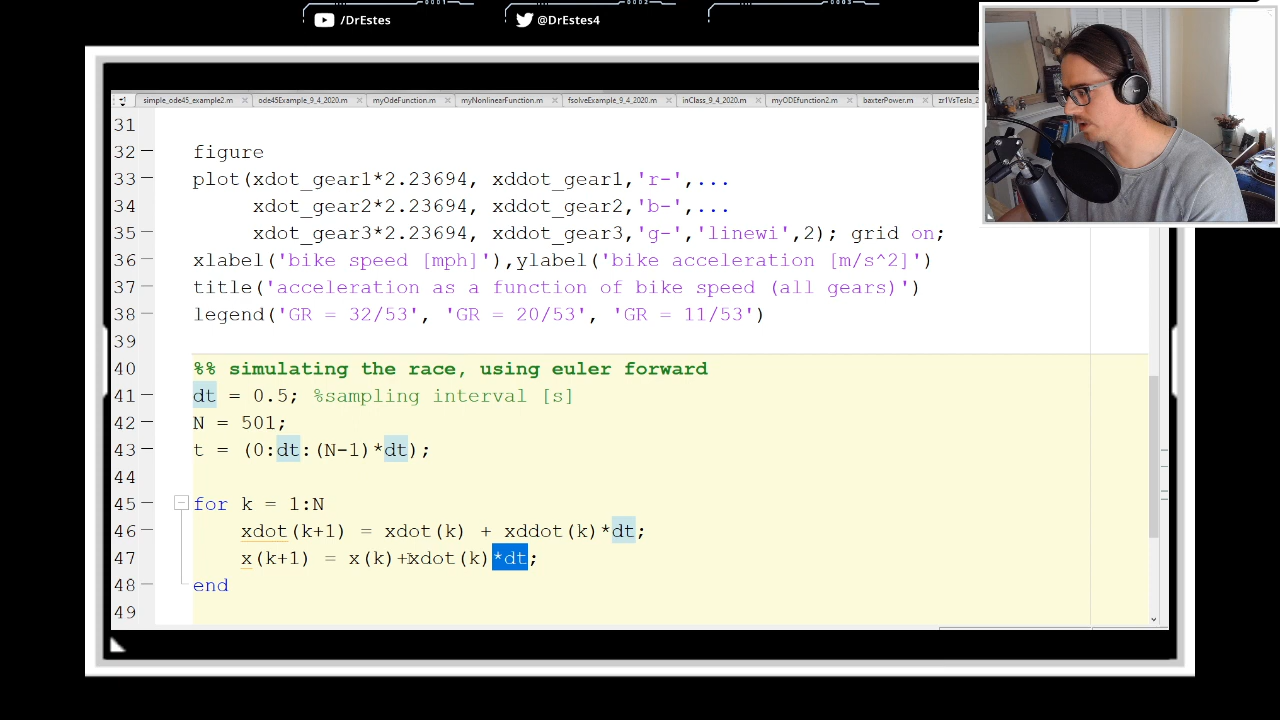 0001 0002 0003
/DrEstes @DrEstes4
simple_ode45_example2.m ode45Example_9_4_2020.m myOdeFunction.m myNonlinearFunction.m fsolveExample_9_4_2020.m inClass_9_4_2020.m myODEfunction2.m baxterPower.m zr1VsTesla_2
31
32 figure
33 plot(xdot_gear1*2.23694, xddot_gear1,'r-',...
34 xdot_gear2*2.23694, xddot_gear2,'b-',...
35 xdot_gear3*2.23694, xddot_gear3,'g-','linewi',2); grid on;
36 xlabel('bike speed [mph]'),ylabel('bike acceleration [m/s^2]')
37 title('acceleration as a function of bike speed (all gears)')
38 legend('GR = 32/53', 'GR = 20/53', 'GR = 11/53')
39
40 %% simulating the race, using euler forward
41 dt = 0.5; %sampling interval [s]
42 N = 501;
43 t = (0:dt:(N-1)*dt);
44
45 for k = 1:N
46 xdot(k+1) = xdot(k) + xddot(k)*dt;
47 x(k+1) = x(k)+xdot(k)*dt;
48 end
49